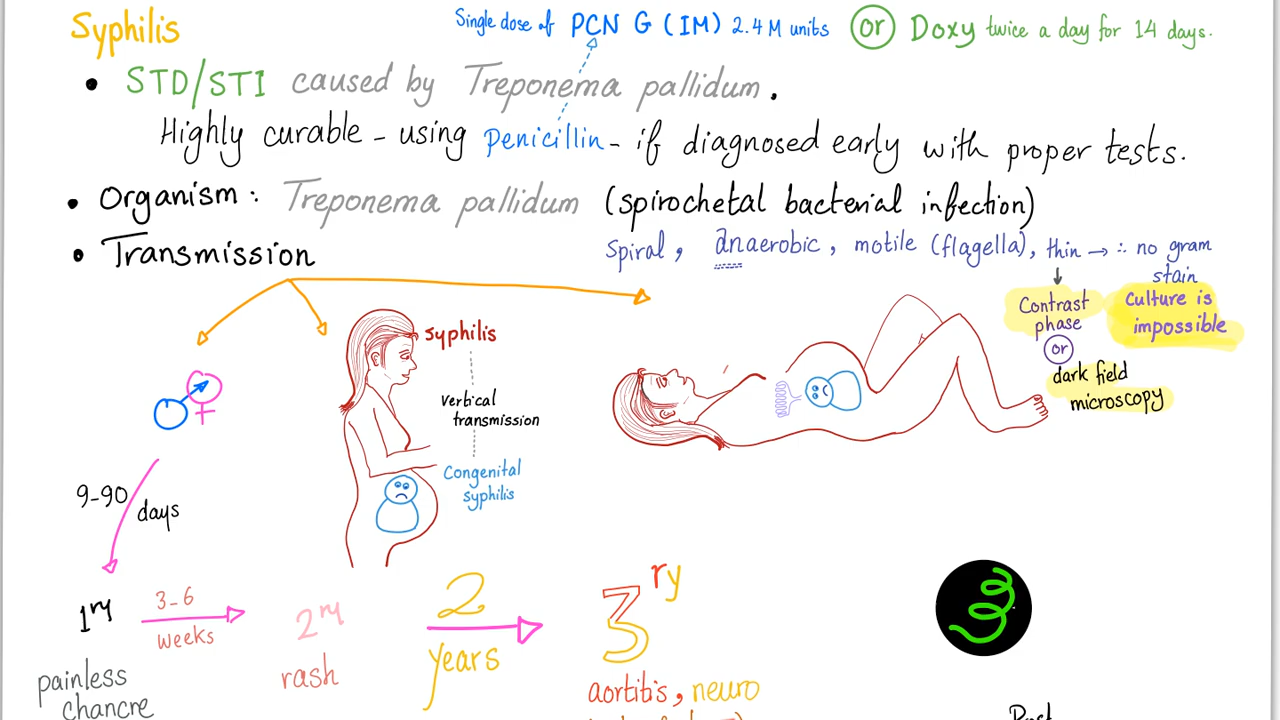 Syphilis
Single dose of PCN G (IM) 2.4 M units or Doxy twice a day for 14 days.
• STD/STI caused by Treponema pallidum.
Highly curable - using penicillin - if diagnosed early with proper tests.
• Organism: Treponema pallidum (spirochetal bacterial infection)
• Transmission
spiral, anaerobic, motile (flagella), thin → ∴ no gram
stain
Contrast
phase
or
dark field
microscopy
Culture is
impossible
Syphilis
vertical
transmission
Congenital
syphilis
9-90
days
1ry
painless
chancre
3-6
weeks
2ry
rash
2
years
3ry
aortitis, neuro